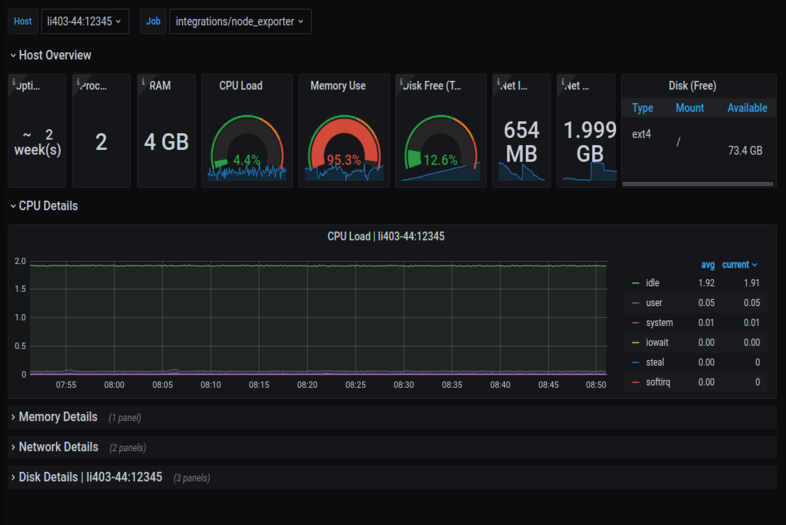 Host li403-44:12345 Job integrations/node_exporter
Host Overview
i Upti... i Proc... i RAM CPU Load Memory Use i Disk Free (T... i Net I... i Net ... Disk (Free)
Type Mount Available
~ 2 week(s) 2 4 GB 4.4% 95.3% 12.6% 654 MB 1.999 GB ext4 / 73.4 GB
CPU Details
CPU Load | li403-44:12345
avg current
2.0
1.5
1.0
0.5
0
07:55 08:00 08:05 08:10 08:15 08:20 08:25 08:30 08:35 08:40 08:45 08:50
idle 1.92 1.91
user 0.05 0.05
system 0.01 0.01
iowait 0.00 0.00
steal 0.00 0
softirq 0.00 0
Memory Details (1 panel)
Network Details (2 panels)
Disk Details | li403-44:12345 (3 panels)